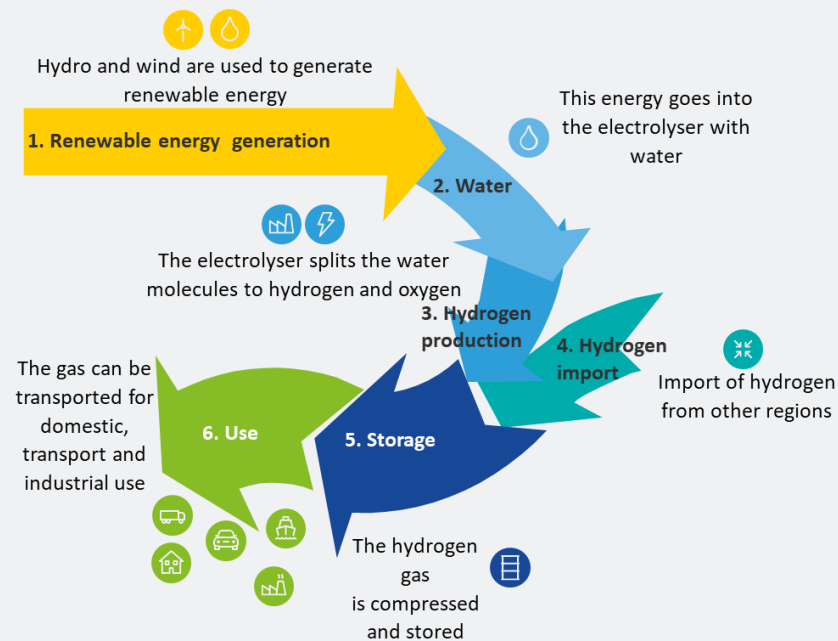 Hydro and wind are used to generate
renewable energy
1. Renewable energy generation
This energy goes into
the electrolyser with
water
2. Water
The electrolyser splits the water
molecules to hydrogen and oxygen
3. Hydrogen
production
4. Hydrogen
import
Import of hydrogen
from other regions
5. Storage
The hydrogen
gas
is compressed
and stored
6. Use
The gas can be
transported for
domestic,
transport and
industrial use